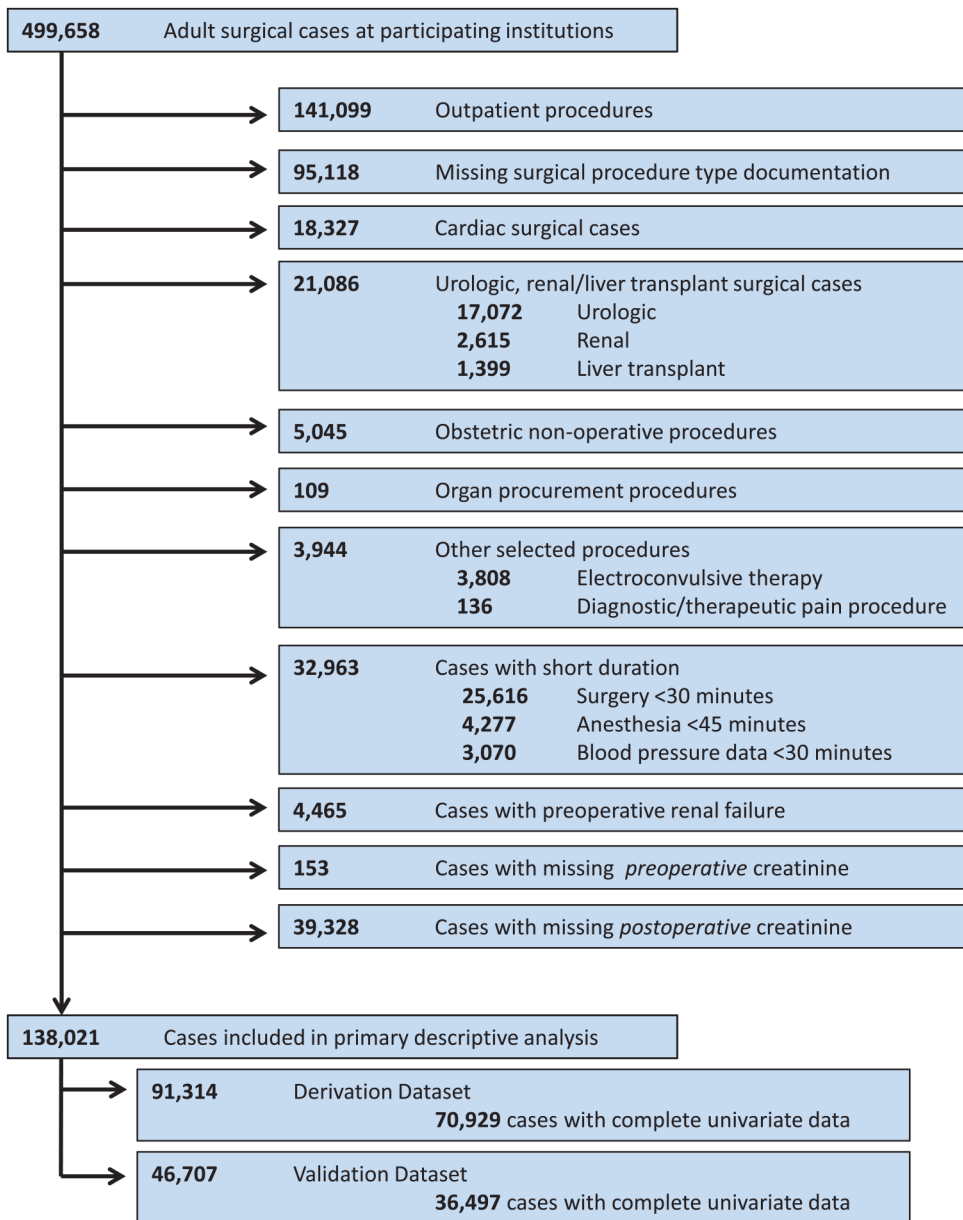 499,658 Adult surgical cases at participating institutions
141,099 Outpatient procedures
95,118 Missing surgical procedure type documentation
18,327 Cardiac surgical cases
21,086 Urologic, renal/liver transplant surgical cases
17,072 Urologic
2,615 Renal
1,399 Liver transplant
5,045 Obstetric non-operative procedures
109 Organ procurement procedures
3,944 Other selected procedures
3,808 Electroconvulsive therapy
136 Diagnostic/therapeutic pain procedure
32,963 Cases with short duration
25,616 Surgery <30 minutes
4,277 Anesthesia <45 minutes
3,070 Blood pressure data <30 minutes
4,465 Cases with preoperative renal failure
153 Cases with missing preoperative creatinine
39,328 Cases with missing postoperative creatinine
138,021 Cases included in primary descriptive analysis
91,314 Derivation Dataset
70,929 cases with complete univariate data
46,707 Validation Dataset
36,497 cases with complete univariate data